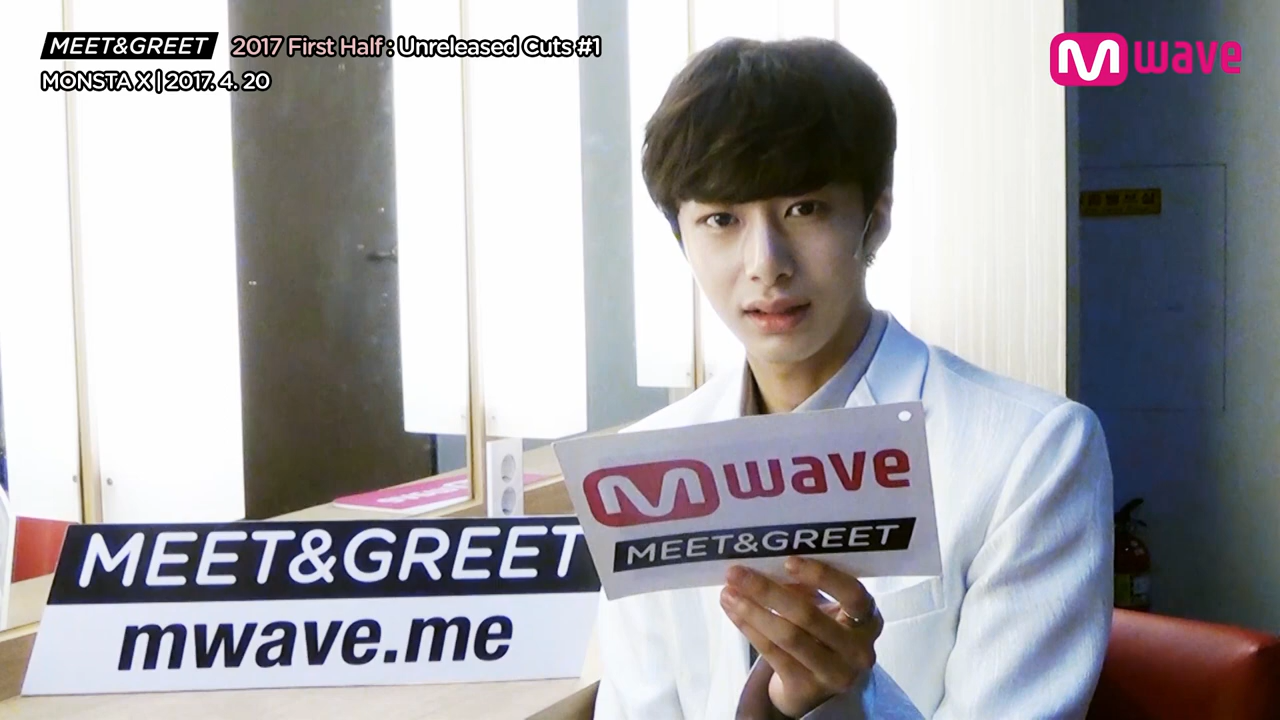 MEET&GREET 2017 First Half : Unreleased Cuts #1
MONSTA X | 2017. 4. 20
Mwave
Mwave
MEET&GREET
MEET&GREET
mwave.me